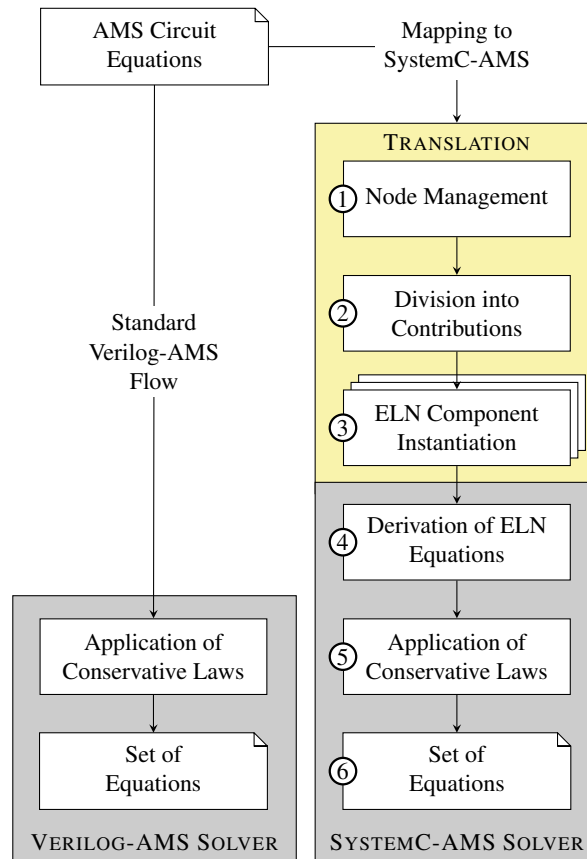 AMS Circuit
Equations
Mapping to
SystemC-AMS
TRANSLATION
1
Node Management
2
Division into
Contributions
Standard
Verilog-AMS
Flow
3
ELN Component
Instantiation
4
Derivation of ELN
Equations
Application of
Conservative Laws
5
Application of
Conservative Laws
Set of
Equations
6
Set of
Equations
VERILOG-AMS SOLVER
SYSTEMC-AMS SOLVER